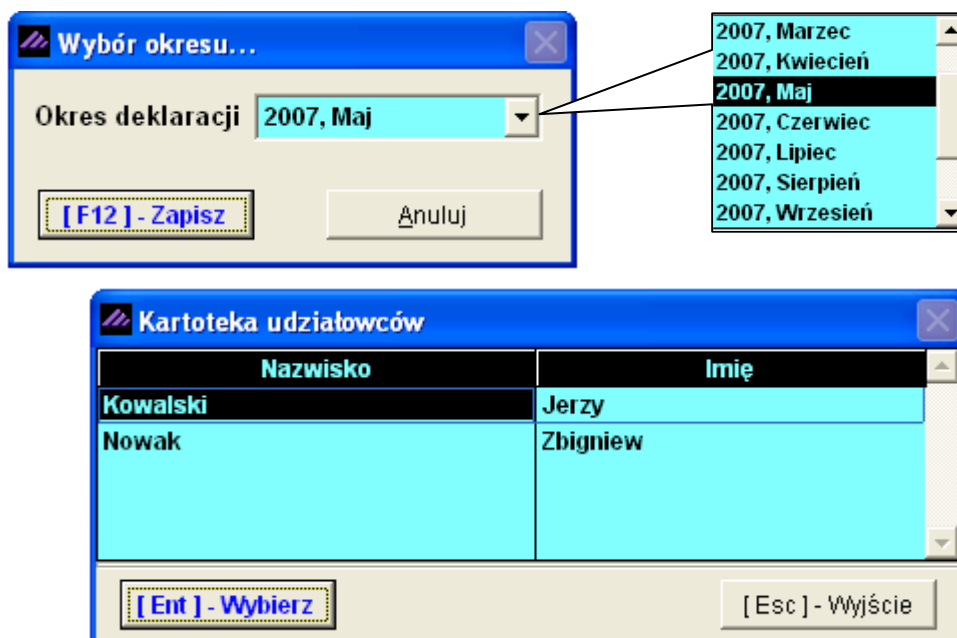 Wybór okresu...
Okres deklaracji 2007, Maj
[ F12 ] - Zapisz Anuluj
2007, Marzec
2007, Kwiecień
2007, Maj
2007, Czerwiec
2007, Lipiec
2007, Sierpień
2007, Wrzesień
Kartoteka udziałowców
Nazwisko Imię
Kowalski Jerzy
Nowak Zbigniew
[ Ent ] - Wybierz [ Esc ] - Wyjście